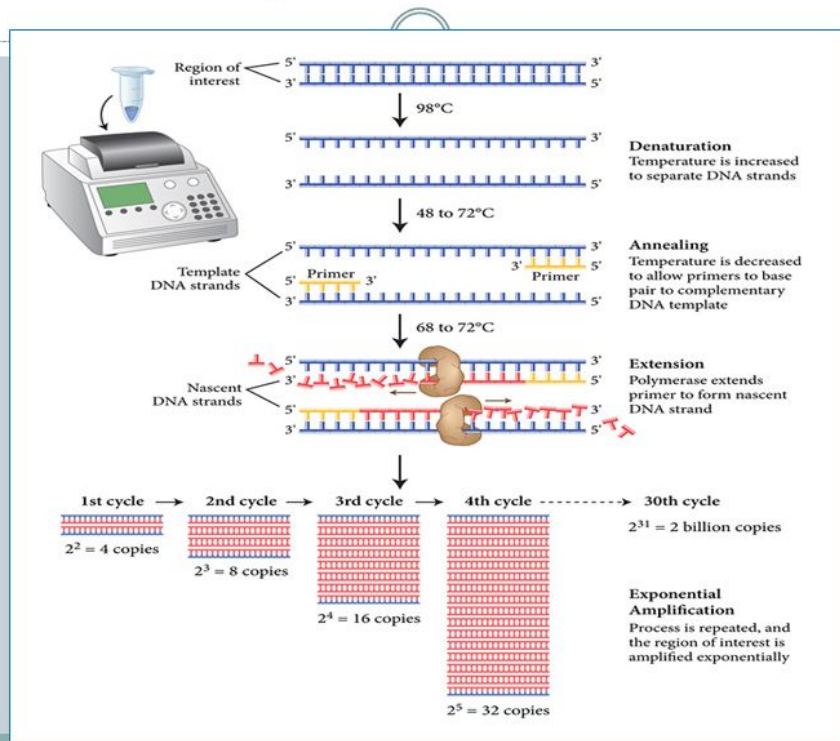 Region of
interest
5'
3'
3'
5'
98°C
5'
3'
3'
5'
Denaturation
Temperature is increased
to separate DNA strands
48 to 72°C
Template
DNA strands
5'
3'
3'
5'
Primer
5'
Primer
3'
3'
5'
Annealing
Temperature is decreased
to allow primers to base
pair to complementary
DNA template
68 to 72°C
Nascent
DNA strands
5'
3'
3'
5'
5'
3'
3'
5'
Extension
Polymerase extends
primer to form nascent
DNA strand
1st cycle
2nd cycle
3rd cycle
4th cycle
30th cycle
2² = 4 copies
2³ = 8 copies
2⁴ = 16 copies
2⁵ = 32 copies
2³¹ = 2 billion copies
Exponential
Amplification
Process is repeated, and
the region of interest is
amplified exponentially